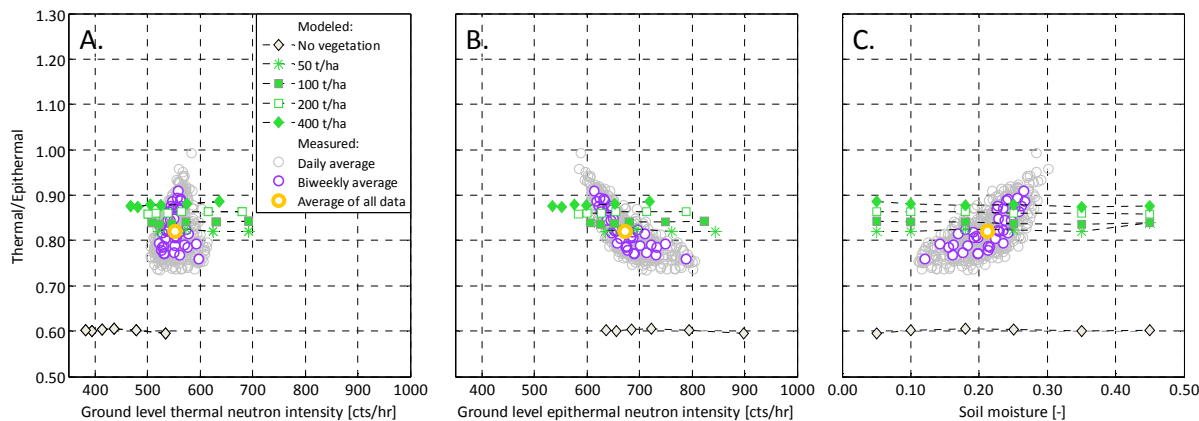 A.
B.
C.
Modeled:
No vegetation
50 t/ha
100 t/ha
200 t/ha
400 t/ha
Measured:
Daily average
Biweekly average
Average of all data
Thermal/Epithermal
1.30
1.20
1.10
1.00
0.90
0.80
0.70
0.60
0.50
400 500 600 700 800 900 1000
Ground level thermal neutron intensity [cts/hr]
400 500 600 700 800 900 1000
Ground level epithermal neutron intensity [cts/hr]
0.00 0.10 0.20 0.30 0.40 0.50
Soil moisture [-]